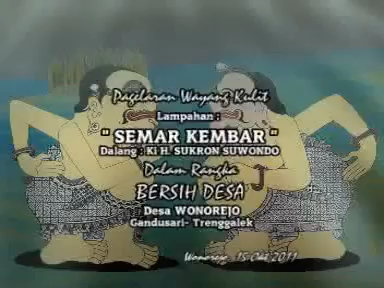 Pagelaran Wayang Kulit
Lampahan :
" SEMAR KEMBAR "
Dalang : Ki H. SUKRON SUWONDO
Dalam Rangka
BERSIH DESA
Desa WONOREJO
Gandusari- Trenggalek
Wonorejo, 15 Okt 2011